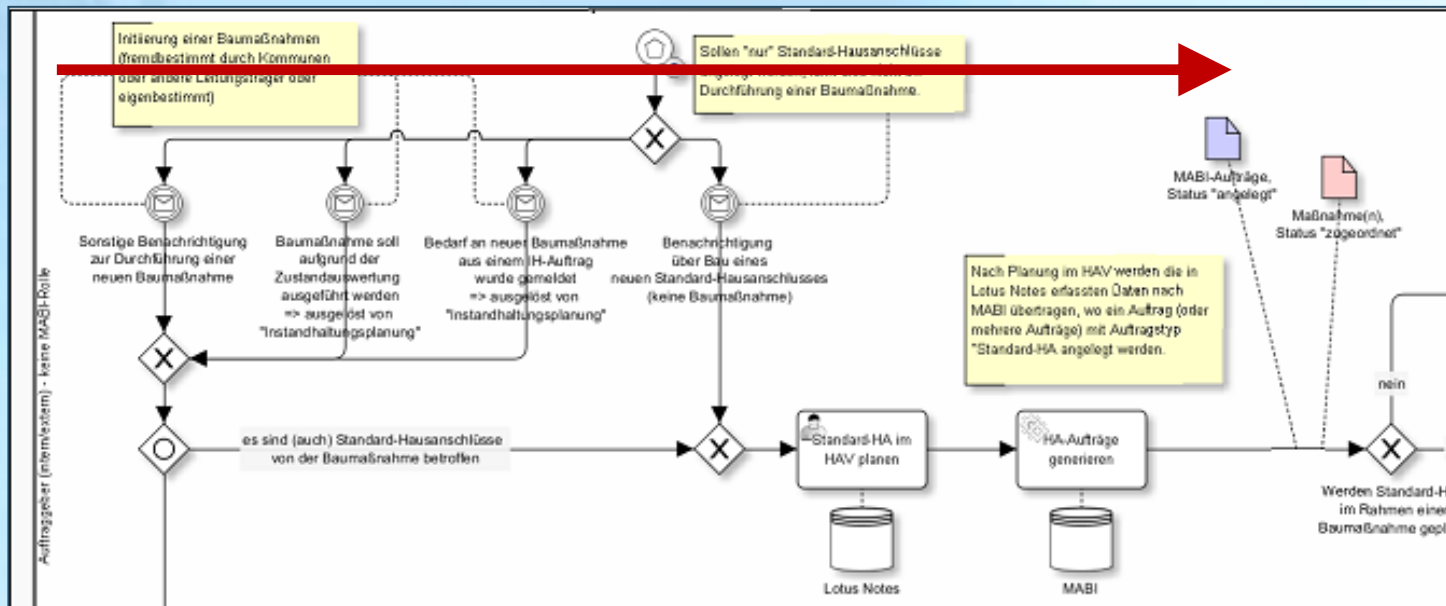 Initiierung einer Baumaßnahmen
(fremdbestimmt durch Kommunen
oder andere Leitungsträger oder
eigenbestimmt)
Sollen "nur" Standard-Hausanschlüsse
Durchführung einer Baumaßnahme.
MABI-Aufträge,
Status "angelegt"
Maßnahme(n),
Status "zugeordnet"
Sonstige Benachrichtigung
zur Durchführung einer
neuen Baumaßnahme
Baumaßnahme soll
aufgrund der
Zustandauswertung
ausgeführt werden
=> ausgelöst von
"Instandhaltungsplanung"
Bedarf an neuer Baumaßnahme
aus einem IH-Auftrag
wurde gemeldet
=> ausgelöst von
"Instandhaltungsplanung"
Benachrichtigung
über Bau eines
neuen Standard-Hausanschlusses
(keine Baumaßnahme)
Nach Planung im HAV werden die in
Lotus Notes erfassten Daten nach
MABI übertragen, wo ein Auftrag (oder
mehrere Aufträge) mit Auftragstyp
"Standard-HA angelegt werden.
Auftraggeber (intern/extern) - keine MABI-Rolle
nein
es sind (auch) Standard-Hausanschlüsse
von der Baumaßnahme betroffen
Standard-HA im
HAV planen
HA-Aufträge
generieren
Werden Standard-H
im Rahmen eine
Baumaßnahme gepl
Lotus Notes
MABI